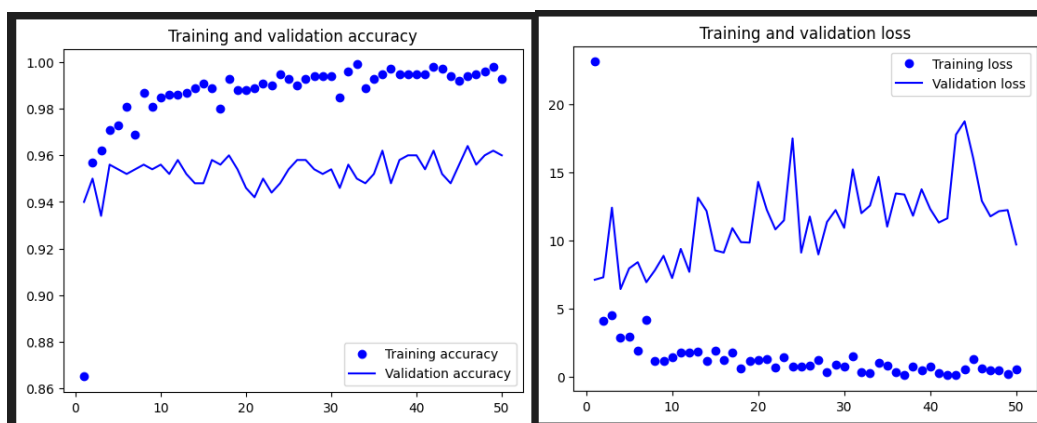 Training and validation accuracy
1.00
0.98
0.96
0.94
0.92
0.90
0.88
0.86
Training accuracy
Validation accuracy
0 10 20 30 40 50
Training and validation loss
Training loss
Validation loss
20
15
10
5
0
0 10 20 30 40 50